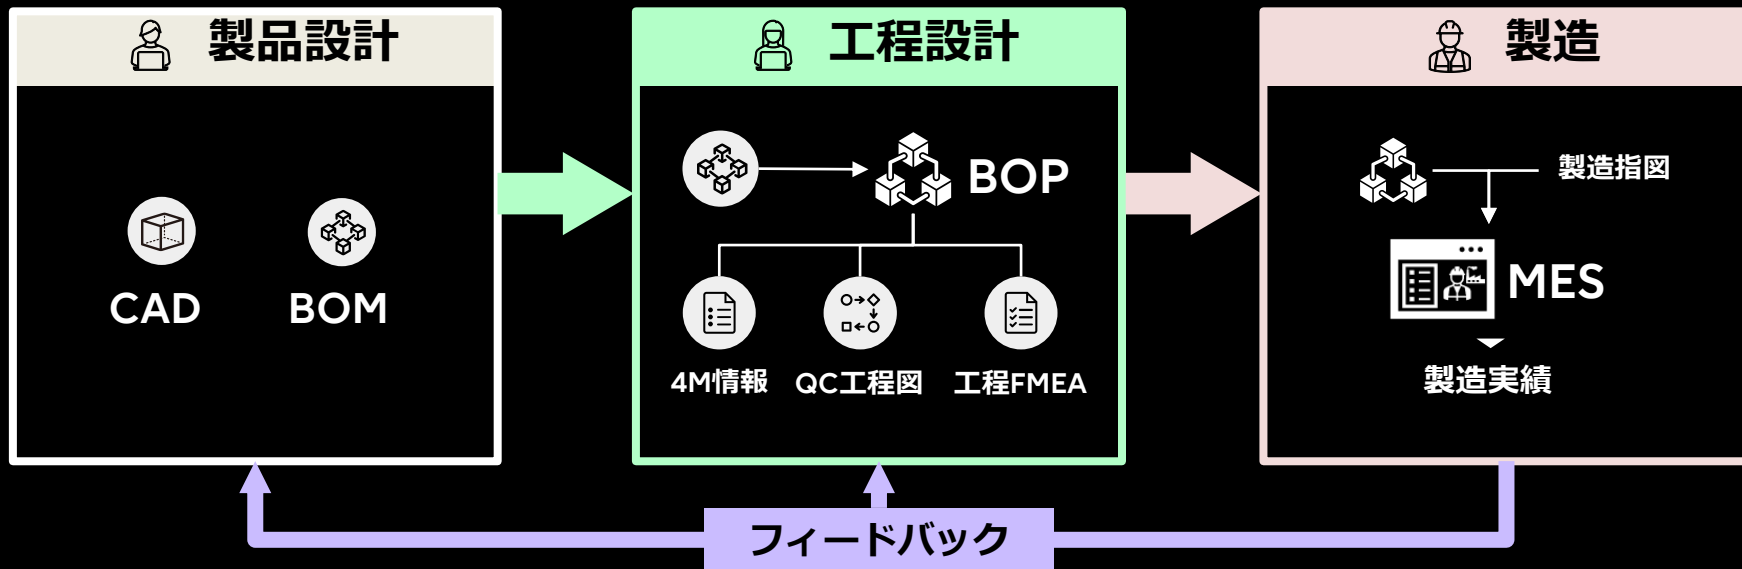 製品設計
CAD
BOM
工程設計
BOP
4M情報
QC工程図
工程FMEA
製造
製造指図
MES
製造実績
フィードバック